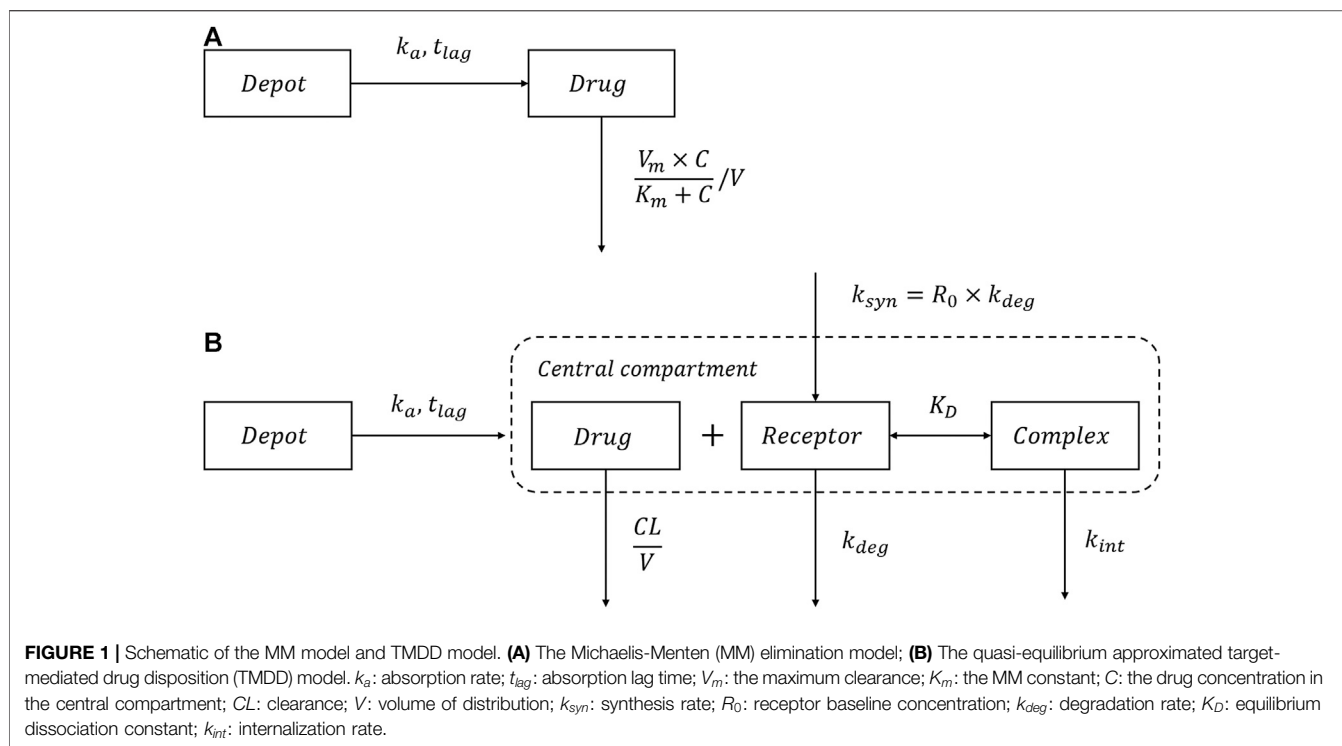 A
k_a, t_lag
Depot
Drug
V_m × C
K_m + C /V
k_syn = R_0 × k_deg
B
Central compartment
k_a, t_lag
K_D
Depot
Drug + Receptor Complex
CL
V
k_deg
k_int
FIGURE 1 | Schematic of the MM model and TMDD model. (A) The Michaelis-Menten (MM) elimination model; (B) The quasi-equilibrium approximated target-
mediated drug disposition (TMDD) model. k_a: absorption rate; t_lag: absorption lag time; V_m: the maximum clearance; K_m: the MM constant; C: the drug concentration in
the central compartment; CL: clearance; V: volume of distribution; k_syn: synthesis rate; R_0: receptor baseline concentration; k_deg: degradation rate; K_D: equilibrium
dissociation constant; k_int: internalization rate.